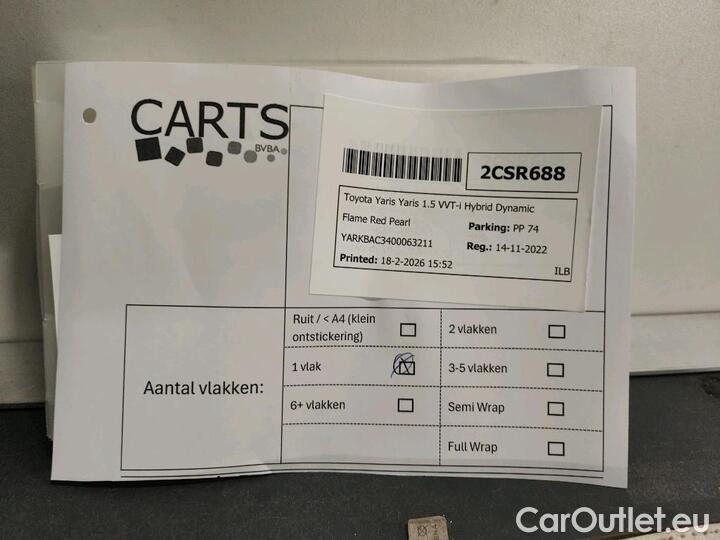 CARTS
BVBA
2CSR688
Toyota Yaris Yaris 1.5 VVT-i Hybrid Dynamic
Flame Red Pearl
Parking: PP 74
YARKBAC3400063211
Reg.: 14-11-2022
Printed: 18-2-2026 15:52
ILB
Aantal vlakken:
Ruit / < A4 (klein
ontstickering)
2 vlakken
1 vlak
3-5 vlakken
6+ vlakken
Semi Wrap
Full Wrap
CarOutlet.eu